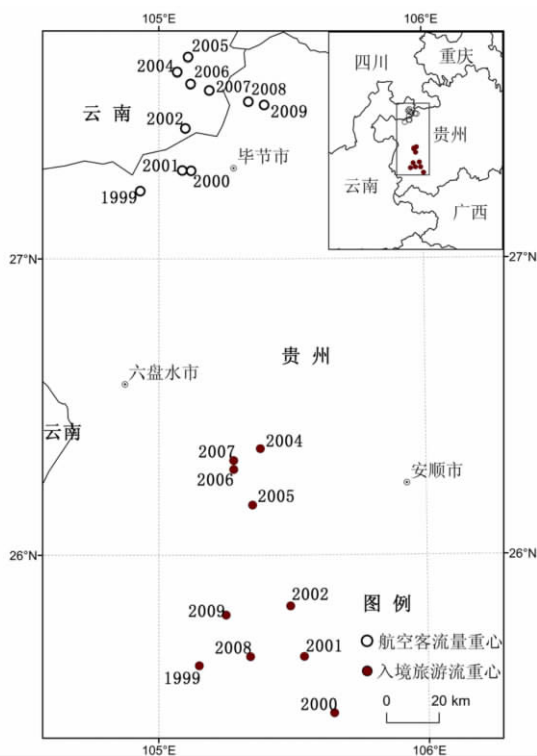 105°E
106°E
2005
2004
2006
2007
2008
2009
云 南
2002
毕节市
2001
2000
1999
四川
重庆
贵州
云南
广西
27°N
27°N
贵 州
六盘水市
云南
2004
2007
2006
安顺市
2005
26°N
26°N
2002
2009
图 例
航空客流量重心
2008
2001
入境旅游流重心
1999
2000
0
20 km
105°E
106°E